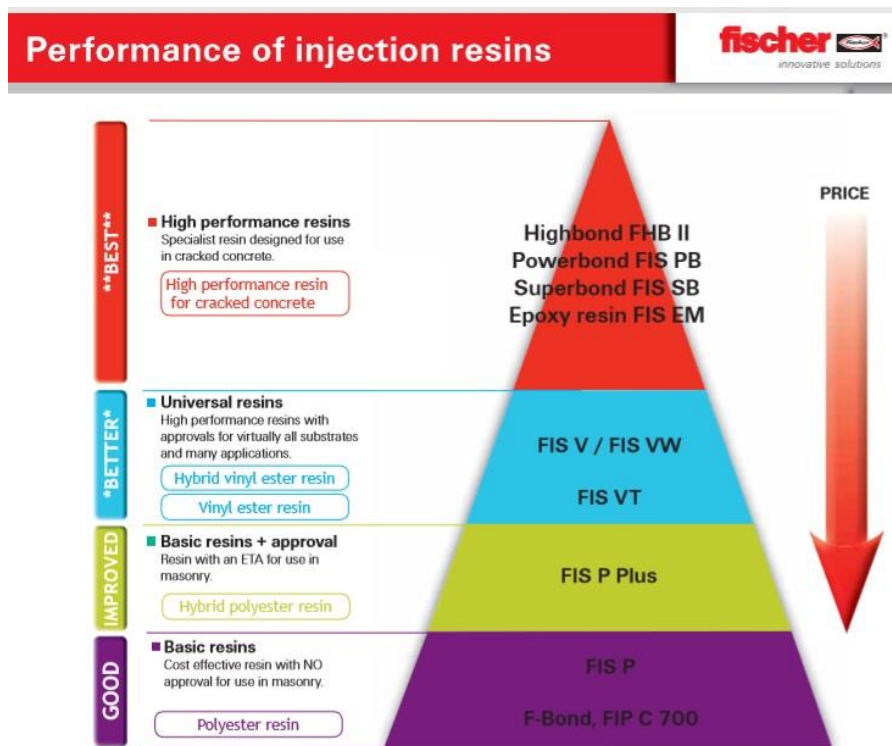 Performance of injection resins
fischer
innovative solutions
**BEST**
High performance resins
Specialist resin designed for use
in cracked concrete.
High performance resin
for cracked concrete
Highbond FHB II
Powerbond FIS PB
Superbond FIS SB
Epoxy resin FIS EM
PRICE
*BETTER*
Universal resins
High performance resins with
approvals for virtually all substrates
and many applications.
Hybrid vinyl ester resin
Vinyl ester resin
FIS V / FIS VW
FIS VT
IMPROVED
Basic resins + approval
Resin with an ETA for use in
masonry.
Hybrid polyester resin
FIS P Plus
GOOD
Basic resins
Cost effective resin with NO
approval for use in masonry.
Polyester resin
FIS P
F-Bond, FIP C 700